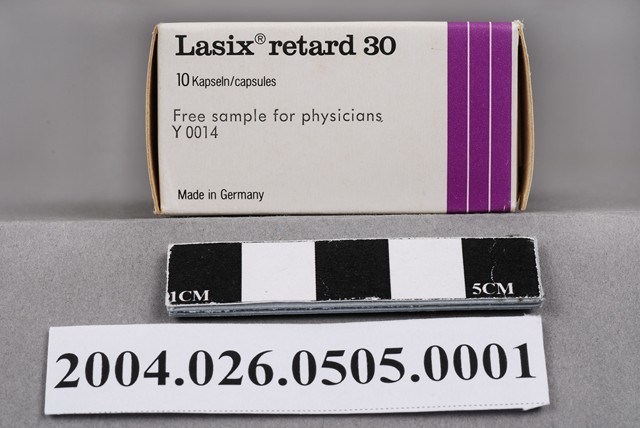 Lasix® retard 30
10 Kapseln/capsules
Free sample for physicians
Y 0014
Made in Germany
1CM 5CM
2004.026.0505.0001